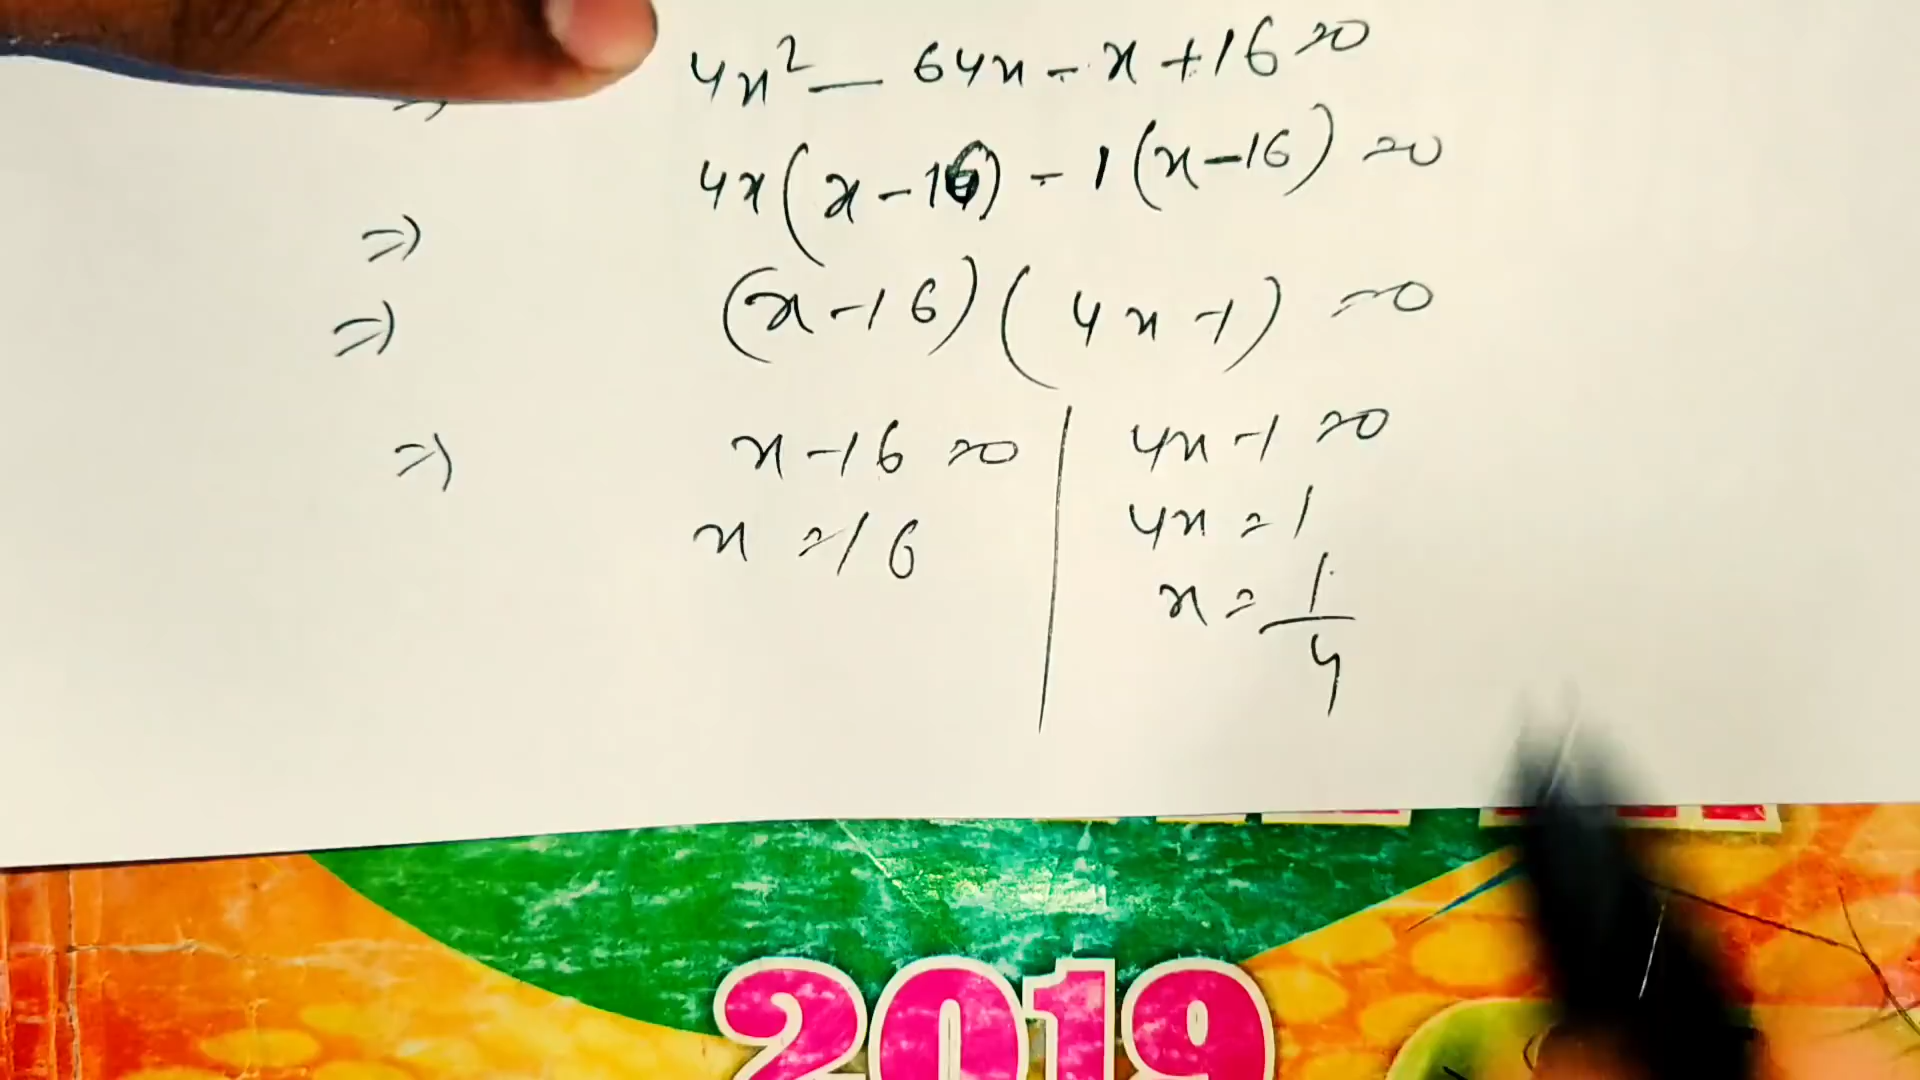 4x² - 64x - x + 16 = 0
⇒ 4x(x-16) - 1(x-16) = 0
⇒ (x-16)(4x-1) = 0
⇒ x-16 = 0 | 4x-1 = 0
x = 16 | 4x = 1
x = 1/4
2019